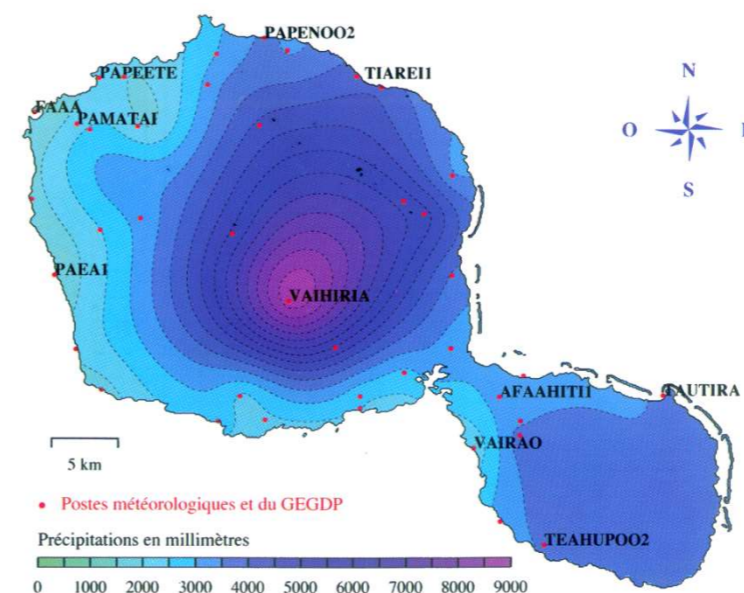 PAPENOO2
PAPEETE
TIAREI1
FAAA
PAMATAI
N
O
S
PAEA1
VAIHIRIA
AFAAHITI1
TAUTIRA
VAIRAO
5 km
Postes météorologiques et du GEGDP
TEAHUPOO2
Précipitations en millimètres
0 1000 2000 3000 4000 5000 6000 7000 8000 9000